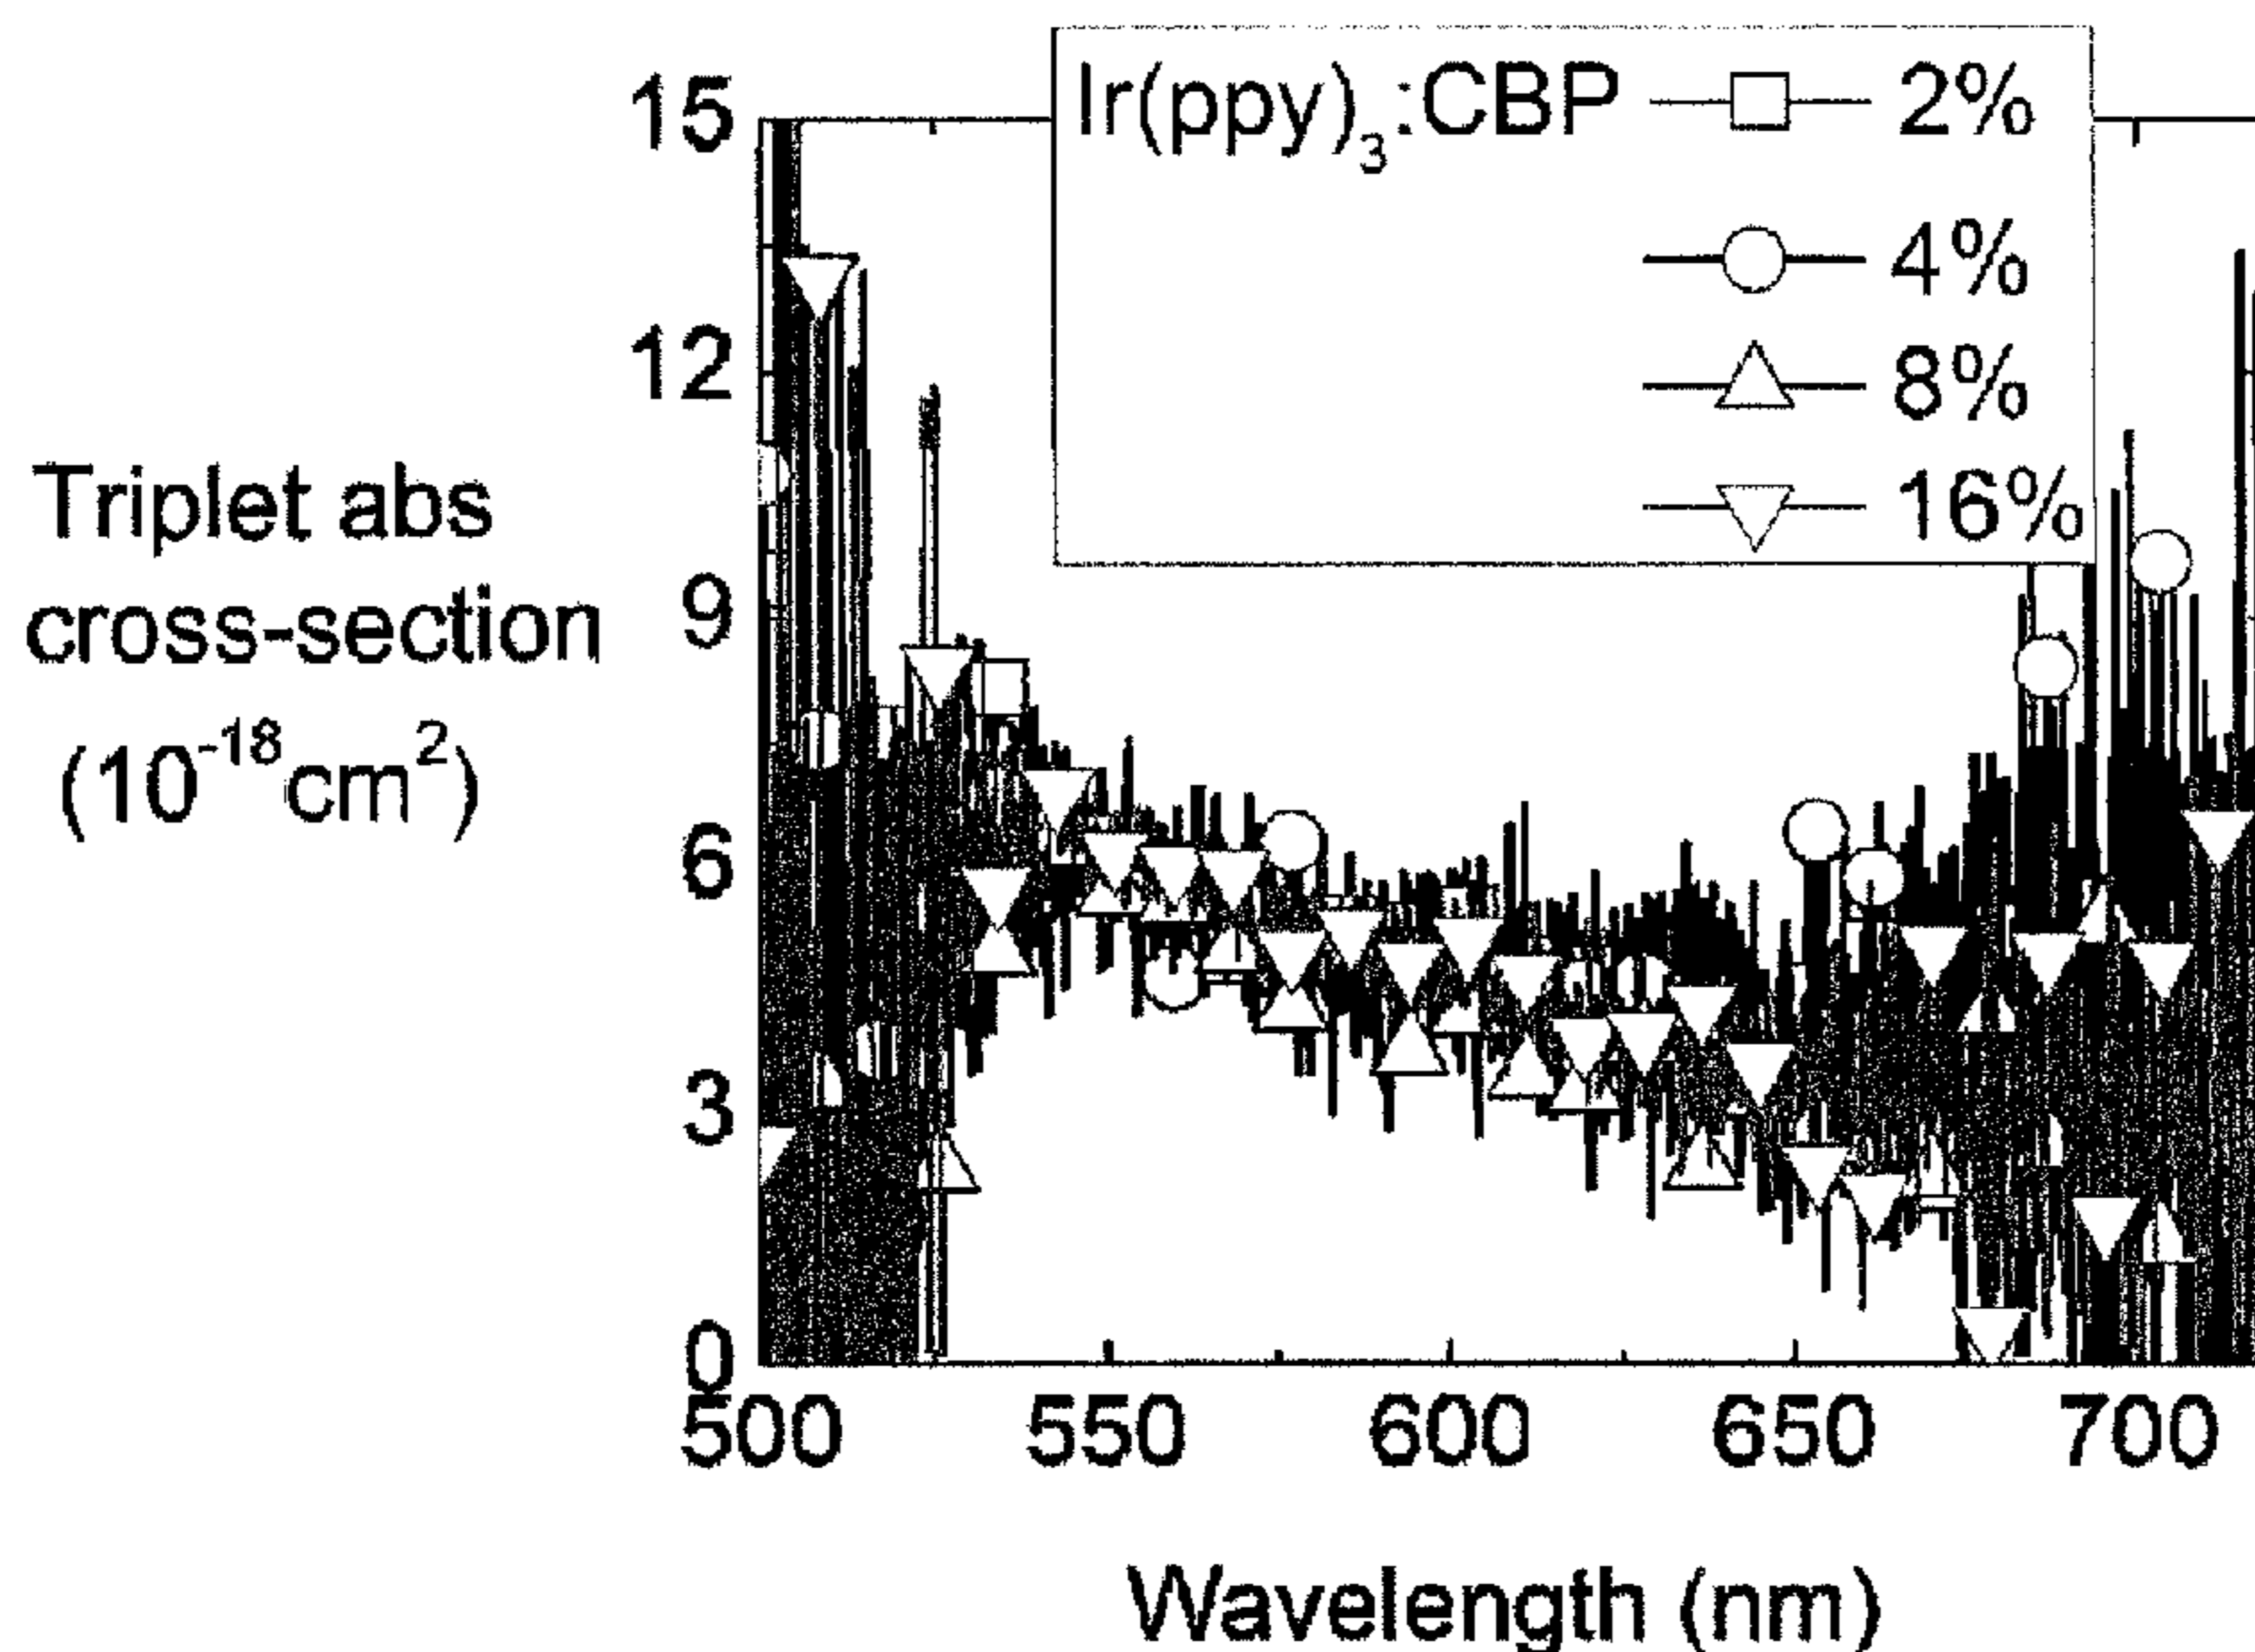 Ir(ppy)₃:CBP 2%
4%
8%
16%
15
12
9
6
3
0
Triplet abs
cross-section
(10⁻¹⁸cm²)
500 550 600 650 700
Wavelength (nm)